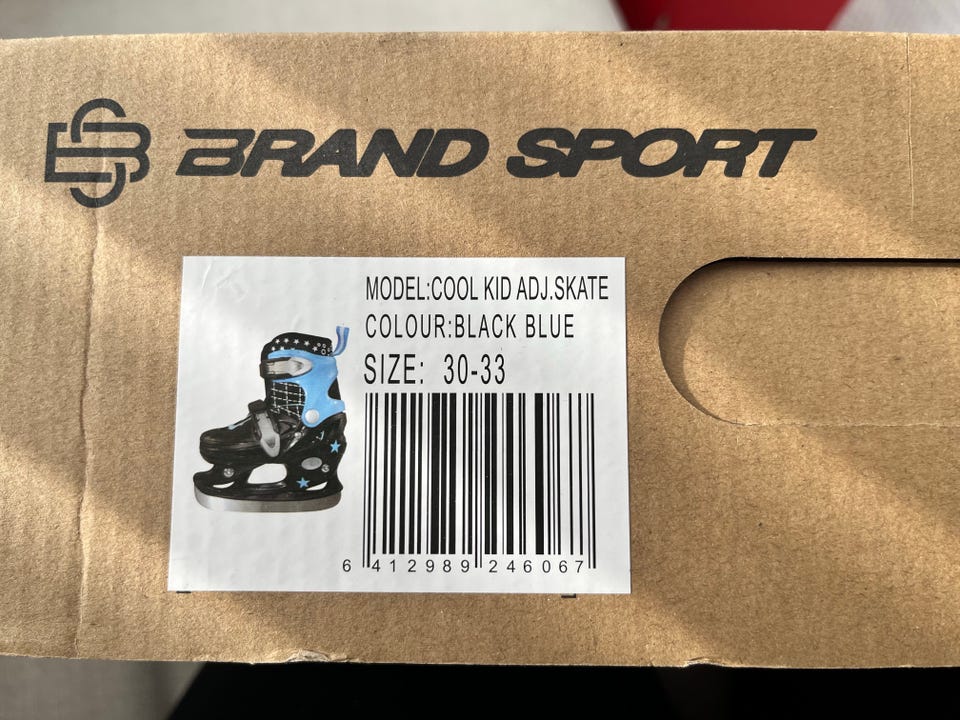 BRAND SPORT
MODEL:COOL KID ADJ.SKATE
COLOUR:BLACK BLUE
SIZE: 30-33
6 412989 246067